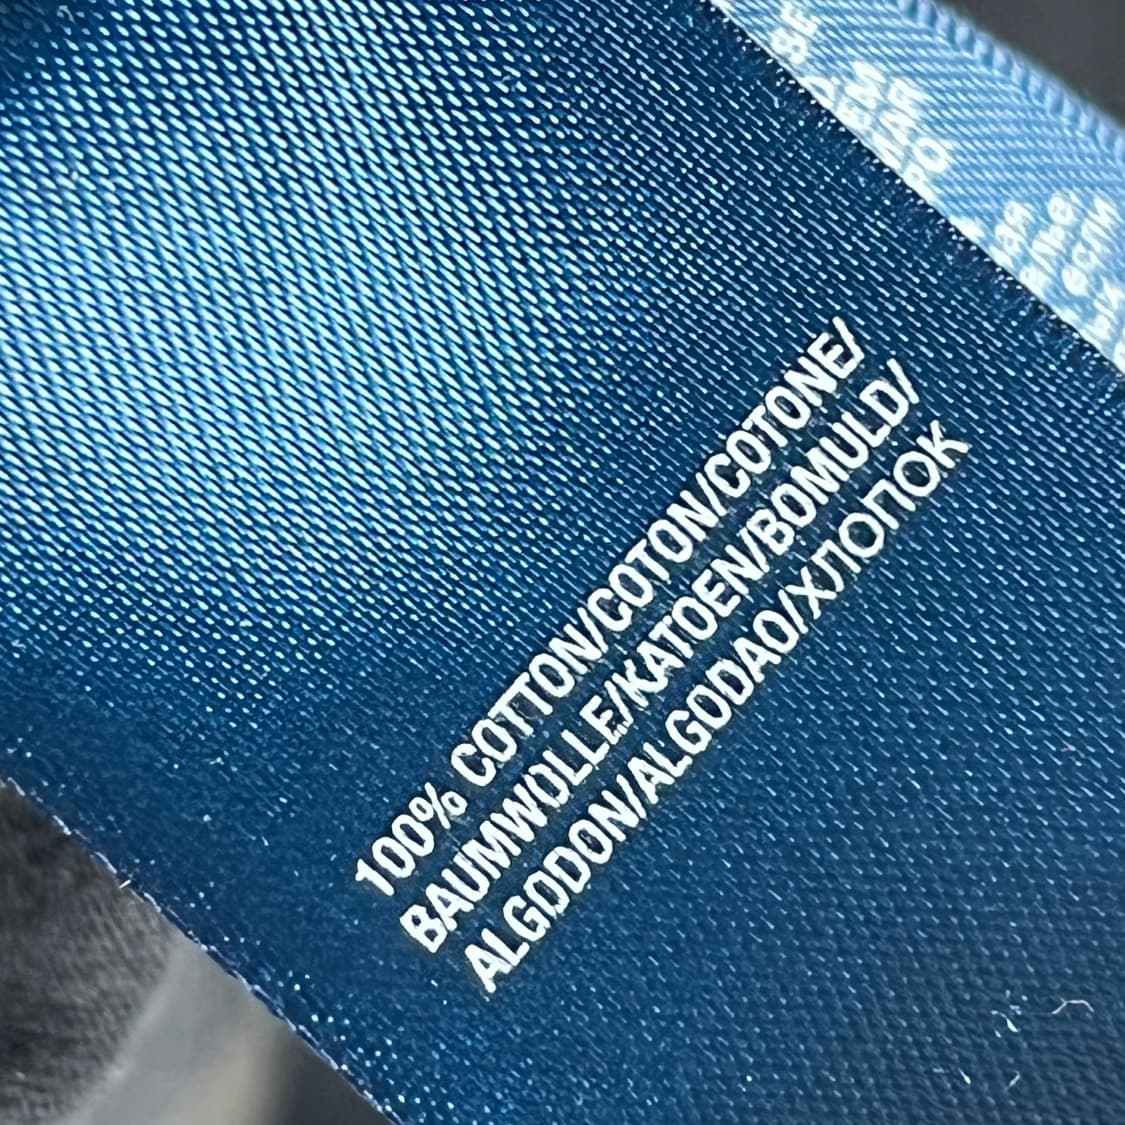 100% COTTON/COTON/COTONE/
BAUMWOLLE/KATOEN/BOMULD/
ALGODON/ALGODAO/ХЛОПОК